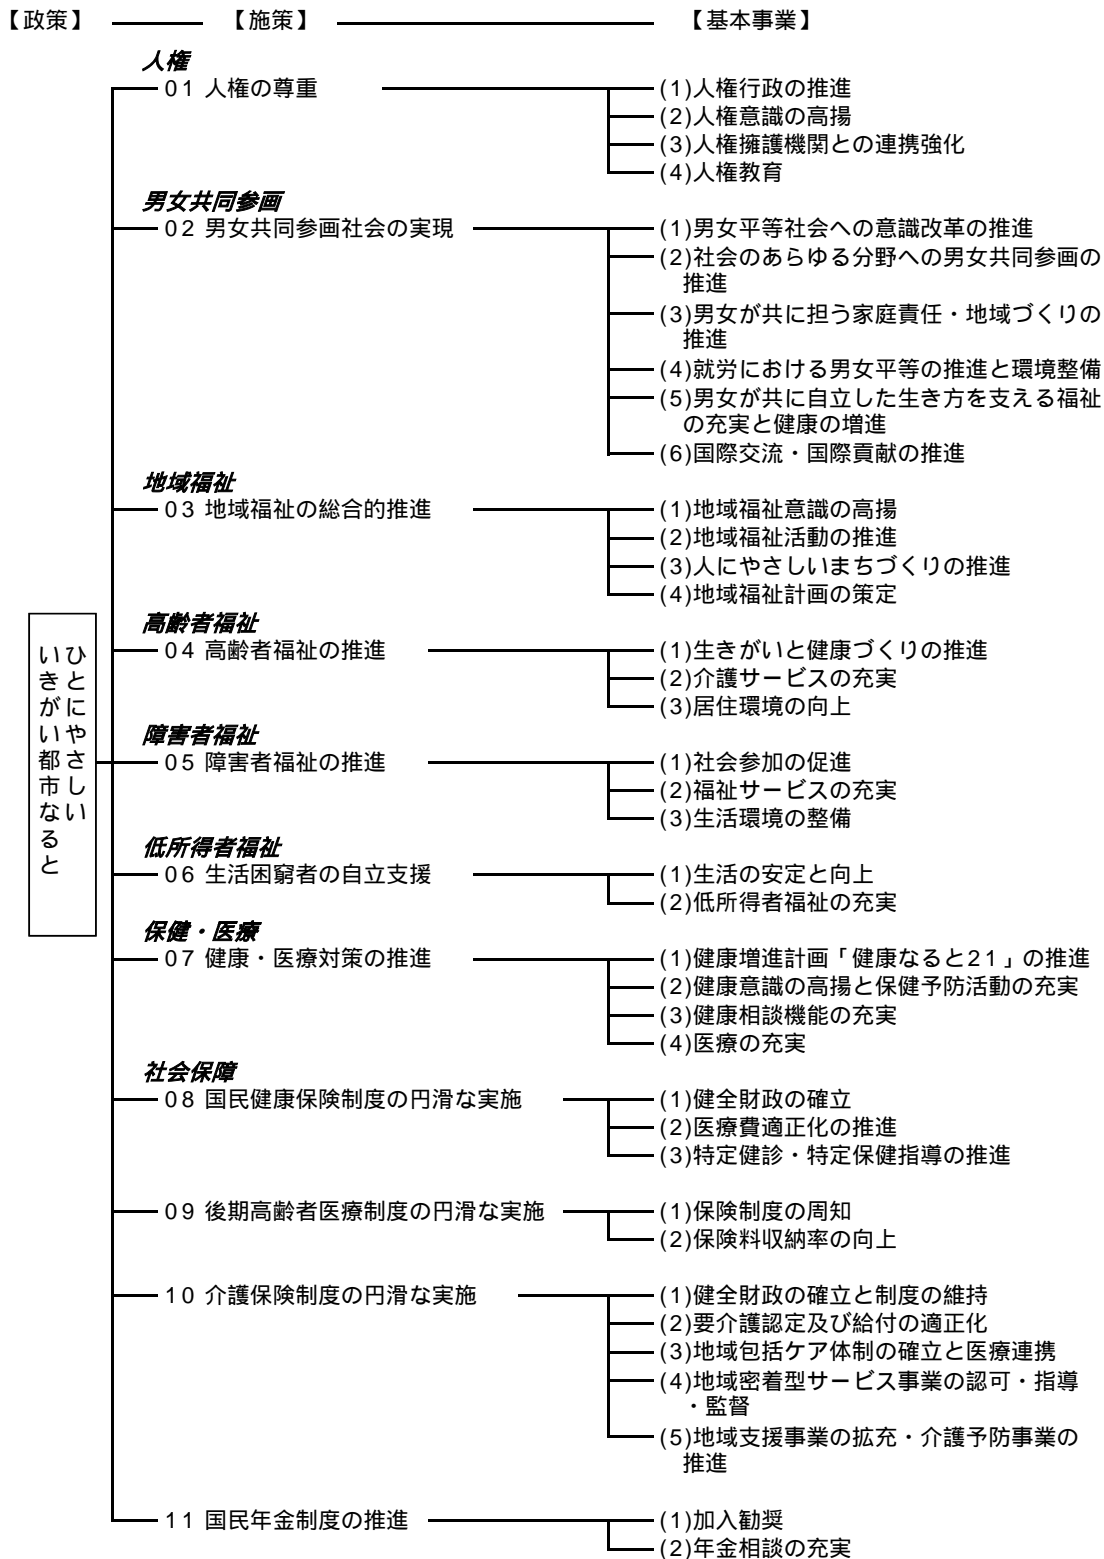 【政策】 【施策】 【基本事業】
人権
01 人権の尊重
(1)人権行政の推進
(2)人権意識の高揚
(3)人権擁護機関との連携強化
(4)人権教育
男女共同参画
02 男女共同参画社会の実現
(1)男女平等社会への意識改革の推進
(2)社会のあらゆる分野への男女共同参画の
推進
(3)男女が共に担う家庭責任・地域づくりの
推進
(4)就労における男女平等の推進と環境整備
(5)男女が共に自立した生き方を支える福祉
の充実と健康の増進
(6)国際交流・国際貢献の推進
地域福祉
03 地域福祉の総合的推進
(1)地域福祉意識の高揚
(2)地域福祉活動の推進
(3)人にやさしいまちづくりの推進
(4)地域福祉計画の策定
ひとにやさしい
いきがい都市なると
高齢者福祉
04 高齢者福祉の推進
(1)生きがいと健康づくりの推進
(2)介護サービスの充実
(3)居住環境の向上
障害者福祉
05 障害者福祉の推進
(1)社会参加の促進
(2)福祉サービスの充実
(3)生活環境の整備
低所得者福祉
06 生活困窮者の自立支援
(1)生活の安定と向上
(2)低所得者福祉の充実
保健・医療
07 健康・医療対策の推進
(1)健康増進計画「健康なると21」の推進
(2)健康意識の高揚と保健予防活動の充実
(3)健康相談機能の充実
(4)医療の充実
社会保障
08 国民健康保険制度の円滑な実施
(1)健全財政の確立
(2)医療費適正化の推進
(3)特定健診・特定保健指導の推進
09 後期高齢者医療制度の円滑な実施
(1)保険制度の周知
(2)保険料収納率の向上
10 介護保険制度の円滑な実施
(1)健全財政の確立と制度の維持
(2)要介護認定及び給付の適正化
(3)地域包括ケア体制の確立と医療連携
(4)地域密着型サービス事業の認可・指導
・監督
(5)地域支援事業の拡充・介護予防事業の
推進
11 国民年金制度の推進
(1)加入勧奨
(2)年金相談の充実